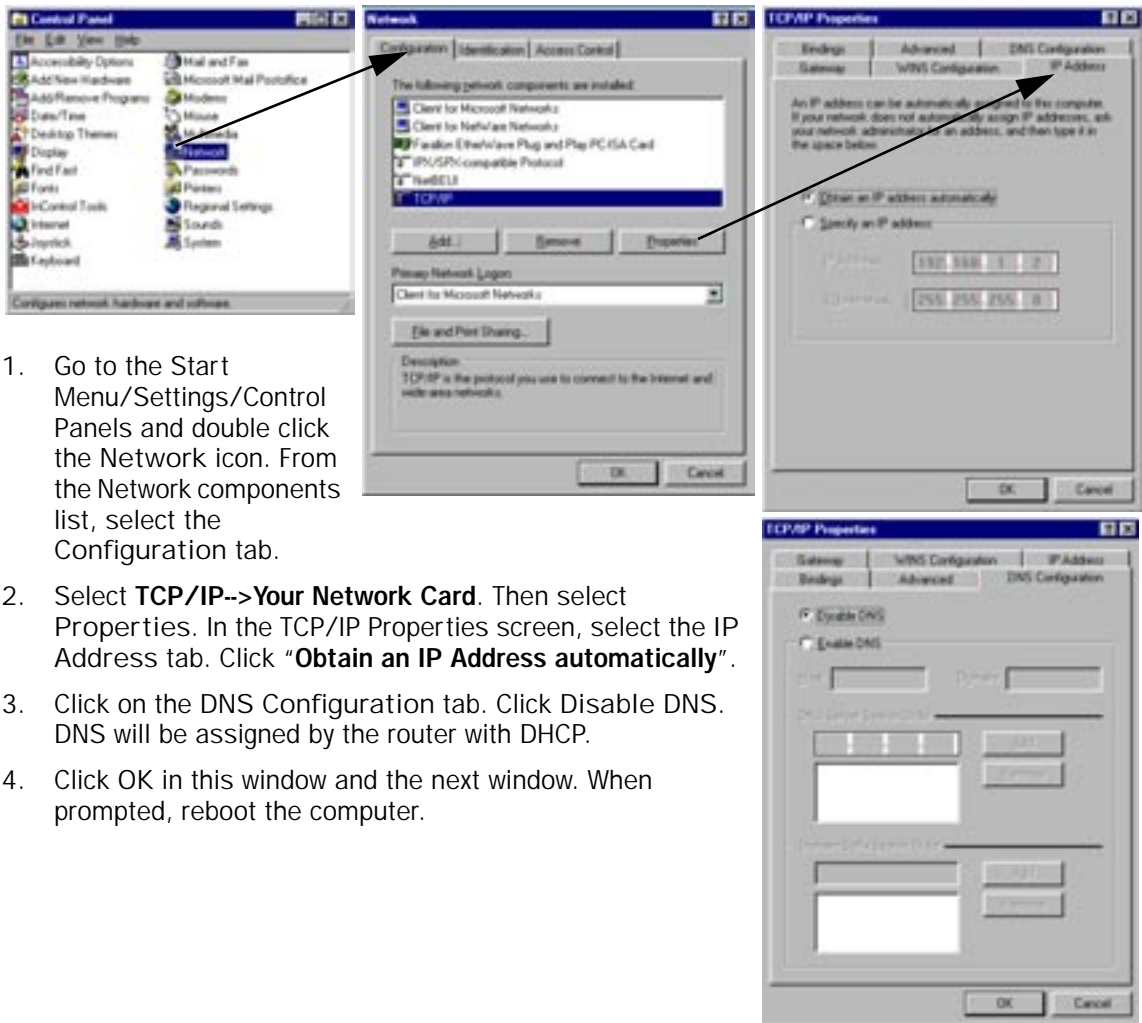 Control Panel
File Edit View Help
Accessibility Options
Add New Hardware
Add/Remove Programs
Date/Time
Desktop Themes
Display
Find Fast
Fonts
InControl Tools
Internet
Joystick
Keyboard
Mail and Fax
Microsoft Mail Postoffice
Modems
Mouse
Multimedia
Network
Passwords
Printers
Regional Settings
Sounds
System
Configures network hardware and software.
Network
Configuration Identification Access Control
The following network components are installed:
Client for Microsoft Networks
Client for NetWare Networks
Farallon EtherWave Plug and Play PC-ISA Card
IPX/SPX-compatible Protocol
NetBEUI
TCP/IP
Add... Remove Properties
Primary Network Logon:
Client for Microsoft Networks
File and Print Sharing...
Description
TCP/IP is the protocol you use to connect to the Internet and
wide-area networks.
OK Cancel
TCP/IP Properties
Bindings Advanced DNS Configuration
Gateway WINS Configuration IP Address
An IP address can be automatically assigned to this computer.
If your network does not automatically assign IP addresses, ask
your network administrator for an address, and then type it in
the space below.
Obtain an IP address automatically
Specify an IP address:
192 168 1 2
255 255 255 0
OK Cancel
1. Go to the Start
Menu/Settings/Control
Panels and double click
the Network icon. From
the Network components
list, select the
Configuration tab.
2. Select TCP/IP-->Your Network Card. Then select
Properties. In the TCP/IP Properties screen, select the IP
Address tab. Click “Obtain an IP Address automatically”.
3. Click on the DNS Configuration tab. Click Disable DNS.
DNS will be assigned by the router with DHCP.
4. Click OK in this window and the next window. When
prompted, reboot the computer.
TCP/IP Properties
Gateway WINS Configuration IP Address
Bindings Advanced DNS Configuration
Disable DNS
Enable DNS
OK Cancel